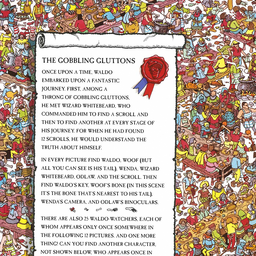 THE GOBBLING GLUTTONS
ONCE UPON A TIME, WALDO
EMBARKED UPON A FANTASTIC
JOURNEY. FIRST, AMONG A
THRONG OF GOBBLING GLUTTONS,
HE MET WIZARD WHITEBEARD, WHO
COMMANDED HIM TO FIND A SCROLL AND
THEN TO FIND ANOTHER AT EVERY STAGE OF
HIS JOURNEY. FOR WHEN HE HAD FOUND
12 SCROLLS, HE WOULD UNDERSTAND THE
TRUTH ABOUT HIMSELF.
IN EVERY PICTURE FIND WALDO, WOOF (BUT
ALL YOU CAN SEE IS HIS TAIL), WENDA, WIZARD
WHITEBEARD, ODLAW, AND THE SCROLL. THEN
FIND WALDO'S KEY, WOOF'S BONE (IN THIS SCENE
IT'S THE BONE THAT'S NEAREST TO HIS TAIL),
WENDA'S CAMERA, AND ODLAW'S BINOCULARS.
THERE ARE ALSO 25 WALDO-WATCHERS, EACH OF
WHOM APPEARS ONLY ONCE SOMEWHERE IN
THE FOLLOWING 12 PICTURES. AND ONE MORE
THING! CAN YOU FIND ANOTHER CHARACTER,
NOT SHOWN BELOW, WHO APPEARS ONCE IN